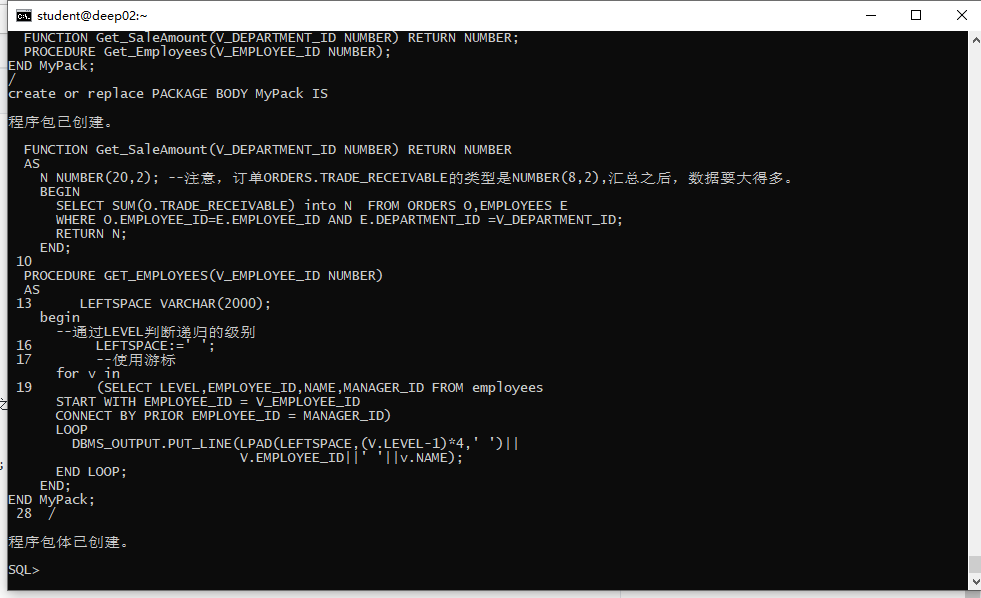 student@deep02:~
FUNCTION Get_SaleAmount(V_DEPARTMENT_ID NUMBER) RETURN NUMBER;
PROCEDURE Get_Employees(V_EMPLOYEE_ID NUMBER);
END MyPack;
/
create or replace PACKAGE BODY MyPack IS
程序包已创建。
FUNCTION Get_SaleAmount(V_DEPARTMENT_ID NUMBER) RETURN NUMBER
AS
N NUMBER(20,2); --注意，订单ORDERS.TRADE_RECEIVABLE的类型是NUMBER(8,2),汇总之后，数据要大得多。
BEGIN
SELECT SUM(O.TRADE_RECEIVABLE) into N  FROM ORDERS O,EMPLOYEES E
WHERE O.EMPLOYEE_ID=E.EMPLOYEE_ID AND E.DEPARTMENT_ID =V_DEPARTMENT_ID;
RETURN N;
END;
10
PROCEDURE GET_EMPLOYEES(V_EMPLOYEE_ID NUMBER)
AS
13      LEFTSPACE VARCHAR(2000);
begin
--通过LEVEL判断递归的级别
16        LEFTSPACE:=' ';
17        --使用游标
for v in
19        (SELECT LEVEL,EMPLOYEE_ID,NAME,MANAGER_ID FROM employees
START WITH EMPLOYEE_ID = V_EMPLOYEE_ID
CONNECT BY PRIOR EMPLOYEE_ID = MANAGER_ID)
LOOP
DBMS_OUTPUT.PUT_LINE(LPAD(LEFTSPACE,(V.LEVEL-1)*4,' ')||
V.EMPLOYEE_ID||' '||v.NAME);
END LOOP;
END;
END MyPack;
28  /
程序包体已创建。
SQL>